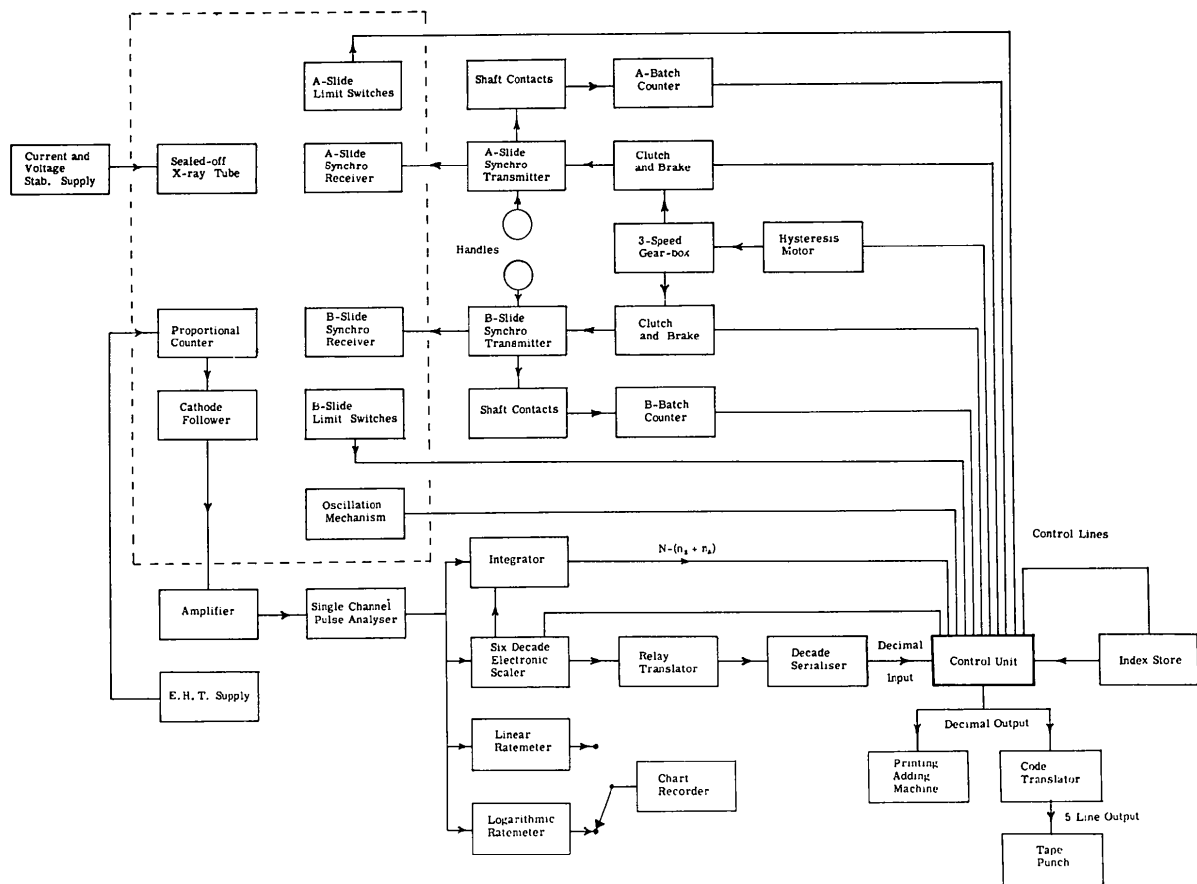 A-Slide
Limit Switches
Shaft Contacts
A-Batch
Counter
Current and
Voltage
Stab. Supply
Sealed-off
X-ray Tube
A-Slide
Synchro
Receiver
A-Slide
Synchro
Transmitter
Clutch
and Brake
Handles
3-Speed
Gear-box
Hysteresis
Motor
Proportional
Counter
B-Slide
Synchro
Receiver
B-Slide
Synchro
Transmitter
Clutch
and Brake
Cathode
Follower
B-Slide
Limit Switches
Shaft Contacts
B-Batch
Counter
Oscillation
Mechanism
Integrator
Control Lines
Amplifier
Single Channel
Pulse Analyser
Six Decade
Electronic
Scaler
Relay
Translator
Decade
Serialiser
Decimal
Input
Control Unit
Index Store
E.H.T. Supply
Linear
Ratemeter
Decimal Output
Printing
Adding
Machine
Code
Translator
Chart
Recorder
Logarithmic
Ratemeter
5 Line Output
Tape
Punch